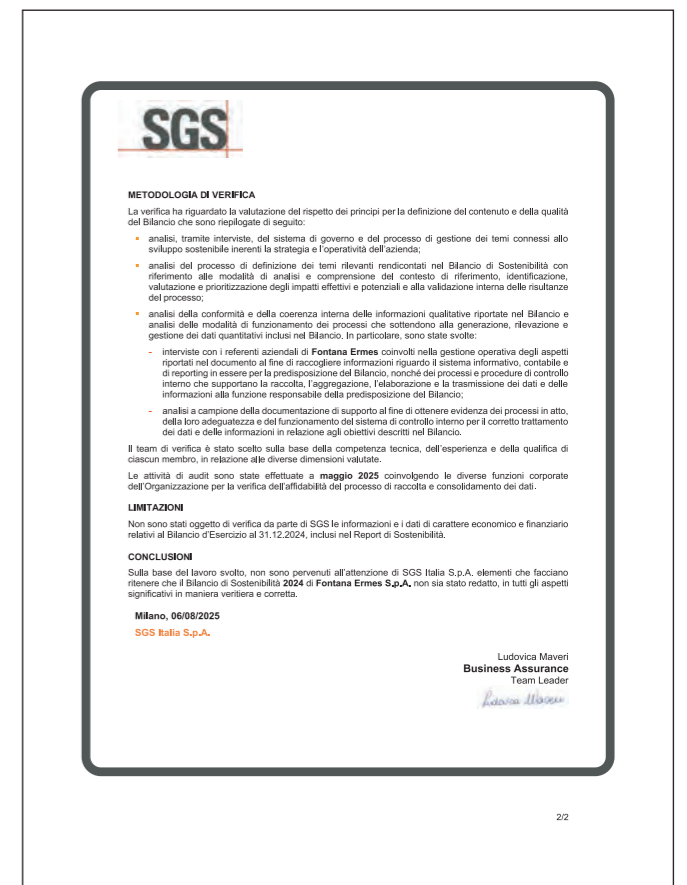 SGS
METODOLOGIA DI VERIFICA
La verifica ha riguardato la valutazione del rispetto dei principi per la definizione del contenuto e della qualità
del Bilancio che sono riepilogate di seguito:
▪ analisi, tramite interviste, del sistema di governo e del processo di gestione dei temi connessi allo
sviluppo sostenibile inerenti la strategia e l'operatività dell'azienda;
▪ analisi del processo di definizione dei temi rilevanti rendicontati nel Bilancio di Sostenibilità con
riferimento alle modalità di analisi e comprensione del contesto di riferimento, identificazione,
valutazione e prioritizzazione degli impatti effettivi e potenziali e alla validazione interna delle risultanze
del processo;
▪ analisi della conformità e della coerenza interna delle informazioni qualitative riportate nel Bilancio e
analisi delle modalità di funzionamento dei processi che sottendono alla generazione, rilevazione e
gestione dei dati quantitativi inclusi nel Bilancio. In particolare, sono state svolte:
- interviste con i referenti aziendali di Fontana Ermes coinvolti nella gestione operativa degli aspetti
riportati nel documento al fine di raccogliere informazioni riguardo il sistema informativo, contabile e
di reporting in essere per la predisposizione del Bilancio, nonché dei processi e procedure di controllo
interno che supportano la raccolta, l'aggregazione, l'elaborazione e la trasmissione dei dati e delle
informazioni alla funzione responsabile della predisposizione del Bilancio;
- analisi a campione della documentazione di supporto al fine di ottenere evidenza dei processi in atto,
della loro adeguatezza e del funzionamento del sistema di controllo interno per il corretto trattamento
dei dati e delle informazioni in relazione agli obiettivi descritti nel Bilancio.
Il team di verifica è stato scelto sulla base della competenza tecnica, dell'esperienza e della qualifica di
ciascun membro, in relazione alle diverse dimensioni valutate.
Le attività di audit sono state effettuate a maggio 2025 coinvolgendo le diverse funzioni corporate
dell'Organizzazione per la verifica dell'affidabilità del processo di raccolta e consolidamento dei dati.
LIMITAZIONI
Non sono stati oggetto di verifica da parte di SGS le informazioni e i dati di carattere economico e finanziario
relativi al Bilancio d'Esercizio al 31.12.2024, inclusi nel Report di Sostenibilità.
CONCLUSIONI
Sulla base del lavoro svolto, non sono pervenuti all'attenzione di SGS Italia S.p.A. elementi che facciano
ritenere che il Bilancio di Sostenibilità 2024 di Fontana Ermes S.p.A. non sia stato redatto, in tutti gli aspetti
significativi in maniera veritiera e corretta.
Milano, 06/08/2025
SGS Italia S.p.A.
Ludovica Maveri
Business Assurance
Team Leader
Ludovica Maveri
2/2